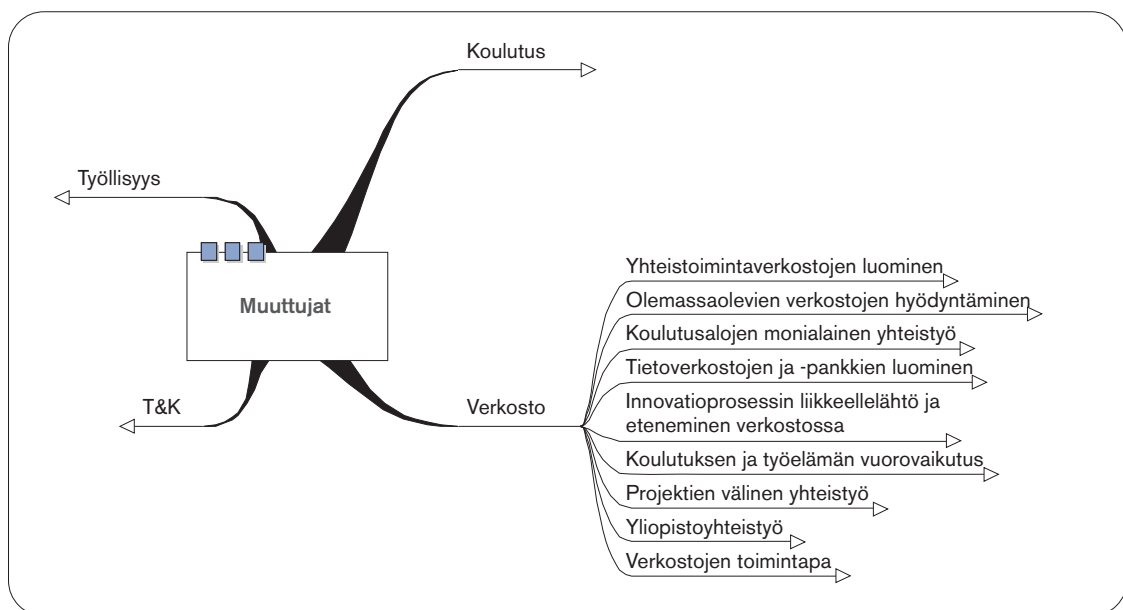 Koulutus
Työllisyys
Muuttujat
T&K
Verkosto
Yhteistoimintaverkostojen luominen
Olemassaolevien verkostojen hyödyntäminen
Koulutusalojen monialainen yhteistyö
Tietoverkostojen ja -pankkien luominen
Innovatioprosessin liikkeellelähtö ja
eteneminen verkostossa
Koulutuksen ja työelämän vuorovaikutus
Projektien välinen yhteistyö
Yliopistoyhteistyö
Verkostojen toimintapa